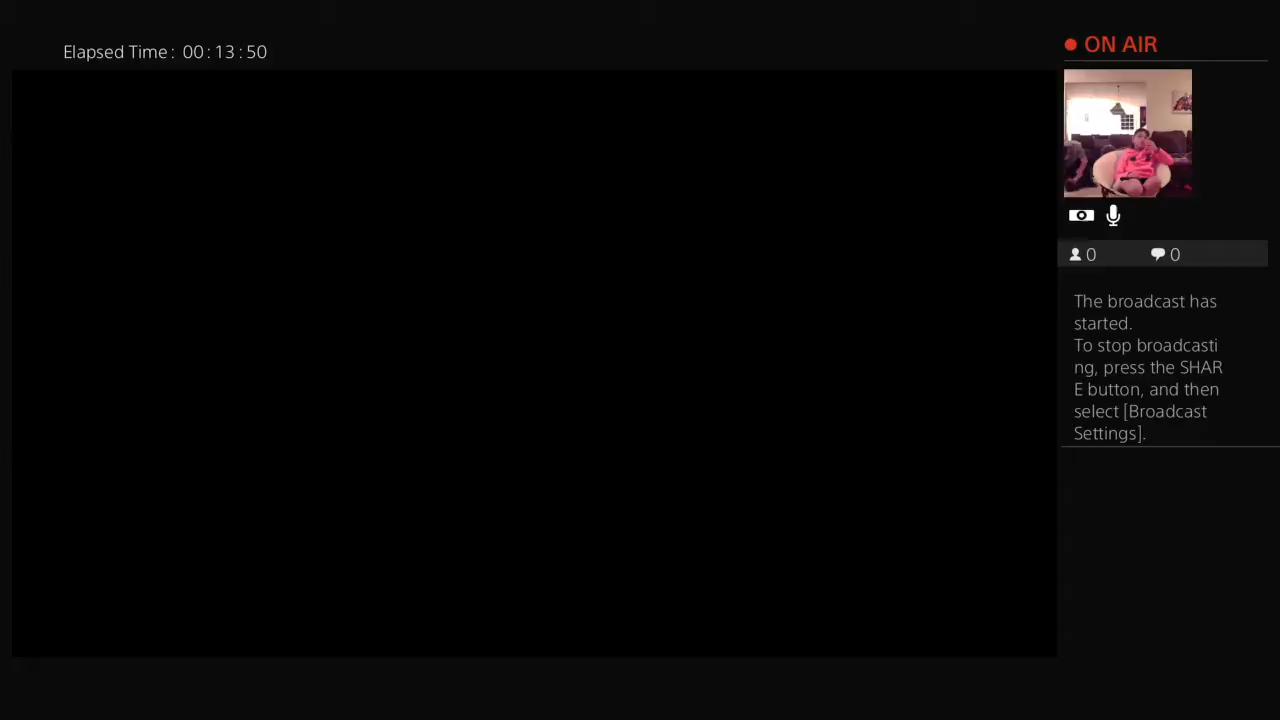 Elapsed Time: 00:13:50
ON AIR
0 0
The broadcast has
started.
To stop broadcasti
ng, press the SHAR
E button, and then
select [Broadcast
Settings].